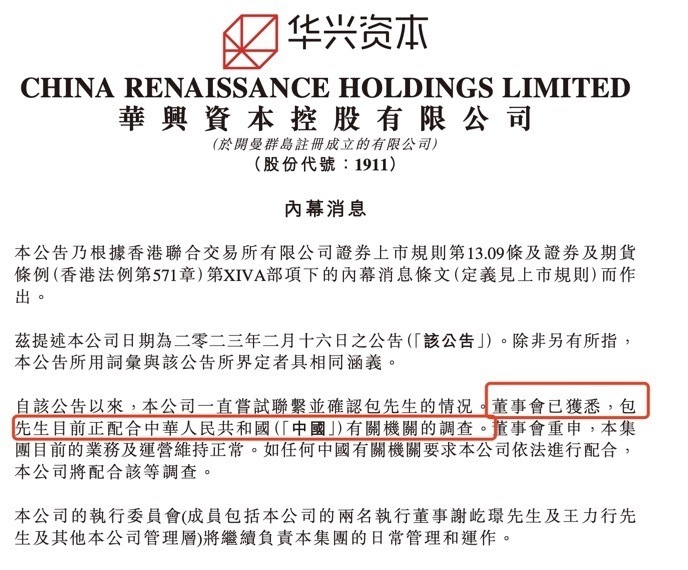 华兴资本
CHINA RENAISSANCE HOLDINGS LIMITED
華興資本控股有限公司
(於開曼群島註冊成立的有限公司)
(股份代號：1911)
內幕消息
本公告乃根據香港聯合交易所有限公司證券上市規則第13.09條及證券及期貨
條例(香港法例第571章)第XIVA部項下的內幕消息條文(定義見上市規則)而作
出。
茲提述本公司日期為二零二三年二月十六日之公告(「該公告」)。除非另有所指，
本公告所用詞彙與該公告所界定者具相同涵義。
自該公告以來，本公司一直嘗試聯繫並確認包先生的情況。董事會已獲悉，包
先生目前正配合中華人民共和國(「中國」)有關機關的調查。董事會重申，本集
團目前的業務及運營維持正常。如任何中國有關機關要求本公司依法進行配合，
本公司將配合該等調查。
本公司的執行委員會(成員包括本公司的兩名執行董事謝屹璟先生及王力行先
生及其他本公司管理層)將繼續負責本集團的日常管理和運作。